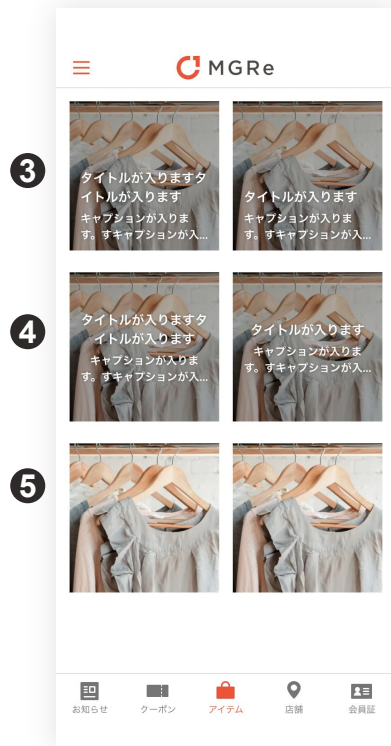 MGRe
3
タイトルが入りますタ
イトルが入ります
キャプションが入りま
す。すキャプションが入...
タイトルが入ります
キャプションが入りま
す。すキャプションが入...
4
タイトルが入りますタ
イトルが入ります
キャプションが入りま
す。すキャプションが入...
タイトルが入ります
キャプションが入りま
す。すキャプションが入...
5
お知らせ
クーポン
アイテム
店舗
会員証